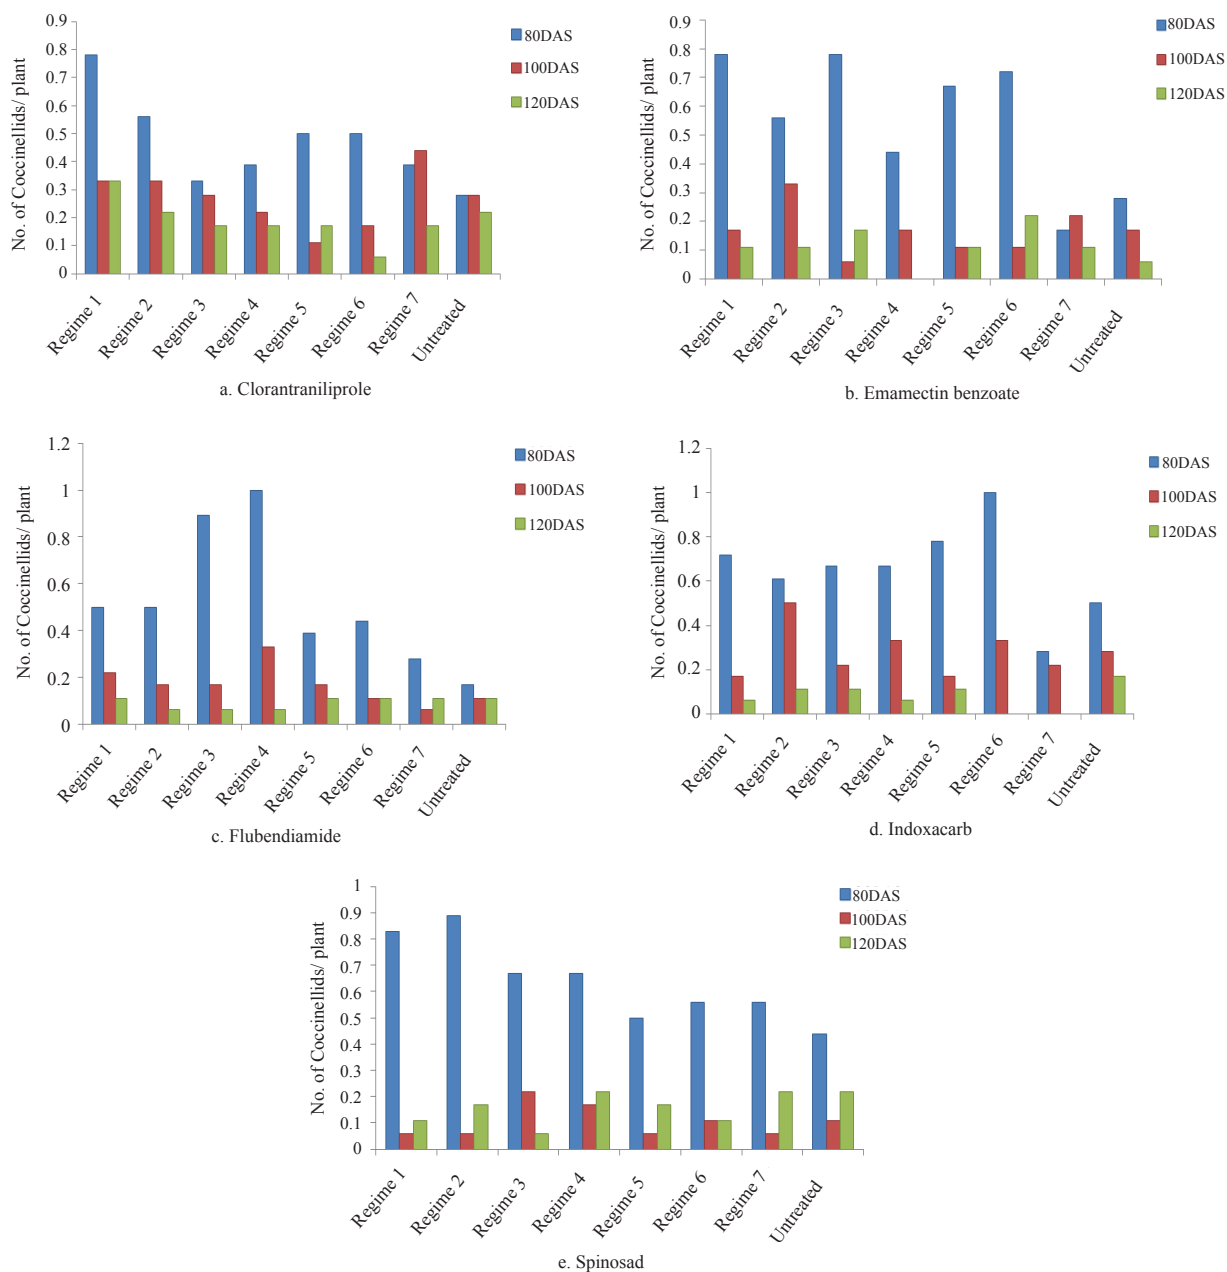 No. of Coccinellids/ plant
0.9
0.8
0.7
0.6
0.5
0.4
0.3
0.2
0.1
0
80DAS
100DAS
120DAS
Regime 1
Regime 2
Regime 3
Regime 4
Regime 5
Regime 6
Regime 7
Untreated
a. Clorantraniliprole
No. of Coccinellids/ plant
0.9
0.8
0.7
0.6
0.5
0.4
0.3
0.2
0.1
0
80DAS
100DAS
120DAS
Regime 1
Regime 2
Regime 3
Regime 4
Regime 5
Regime 6
Regime 7
Untreated
b. Emamectin benzoate
No. of Coccinellids/ plant
1.2
1
0.8
0.6
0.4
0.2
0
80DAS
100DAS
120DAS
Regime 1
Regime 2
Regime 3
Regime 4
Regime 5
Regime 6
Regime 7
Untreated
c. Flubendiamide
No. of Coccinellids/ plant
1.2
1
0.8
0.6
0.4
0.2
0
80DAS
100DAS
120DAS
Regime 1
Regime 2
Regime 3
Regime 4
Regime 5
Regime 6
Regime 7
Untreated
d. Indoxacarb
No. of Coccinellids/ plant
1
0.9
0.8
0.7
0.6
0.5
0.4
0.3
0.2
0.1
0
80DAS
100DAS
120DAS
Regime 1
Regime 2
Regime 3
Regime 4
Regime 5
Regime 6
Regime 7
Untreated
e. Spinosad